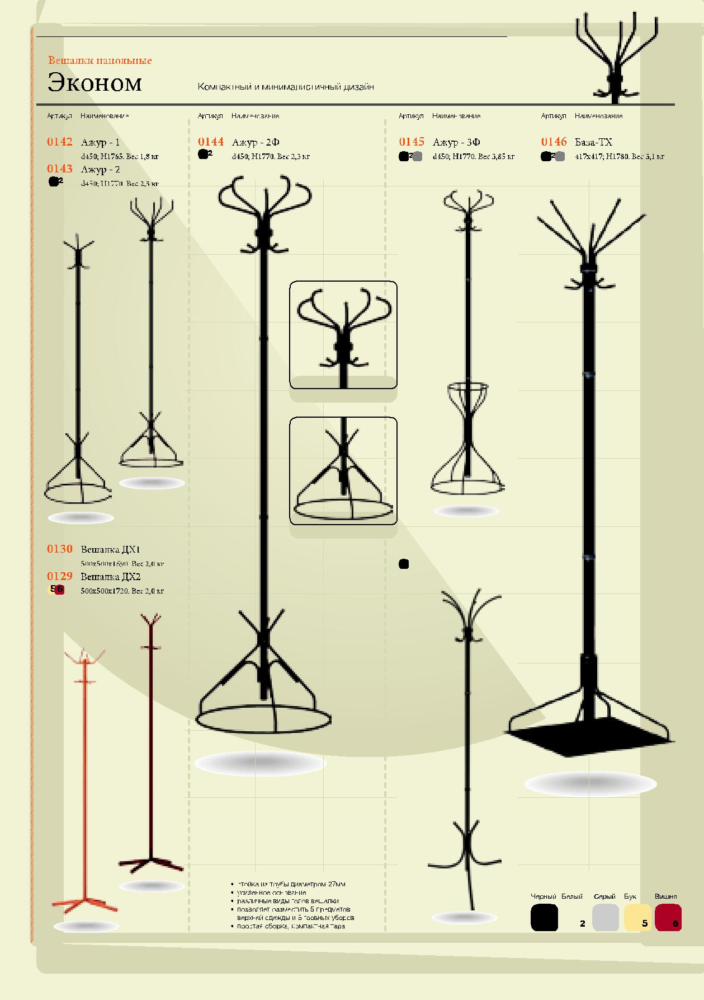 Вешалки напольные
Эконом
Компактный и минималистичный дизайн
Артикул Наименование
0142 Ажур - 1
d450; H1765. Вес 1,8 кг
0143 Ажур - 2
2
d450; H1770. Вес 2,3 кг
Артикул Наименование
0144 Ажур - 2Ф
2
d450; H1770. Вес 2,3 кг
Артикул Наименование
0145 Ажур - 3Ф
2
d450; H1770. Вес 3,85 кг
Артикул Наименование
0146 База-ТХ
2
417х417; H1780. Вес 3,1 кг
0130 Вешалка ДХ1
500х500х1690. Вес 2,0 кг
0129 Вешалка ДХ2
5 6
500х500х1720. Вес 2,0 кг
• стойка из трубы диаметром 27мм
• усиленное основание
• различные виды голов вешалки
• позволяет разместить 5 предметов
верхней одежды и 5 головных уборов
• простая сборка, компактная тара
Черный Белый Серый Бук Вишня
2 5 6